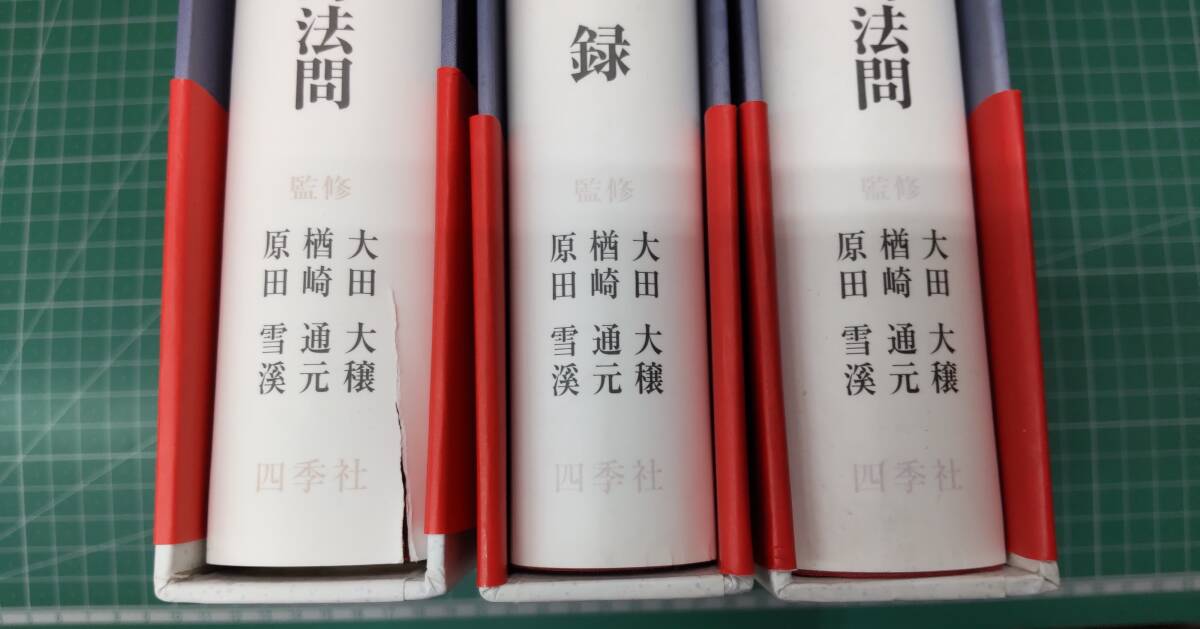 法問
監修
大田 大穣
楢崎 通元
原田 雪溪
四季社
録
監修
大田 大穣
楢崎 通元
原田 雪溪
四季社
法問
監修
大田 大穣
楢崎 通元
原田 雪溪
四季社